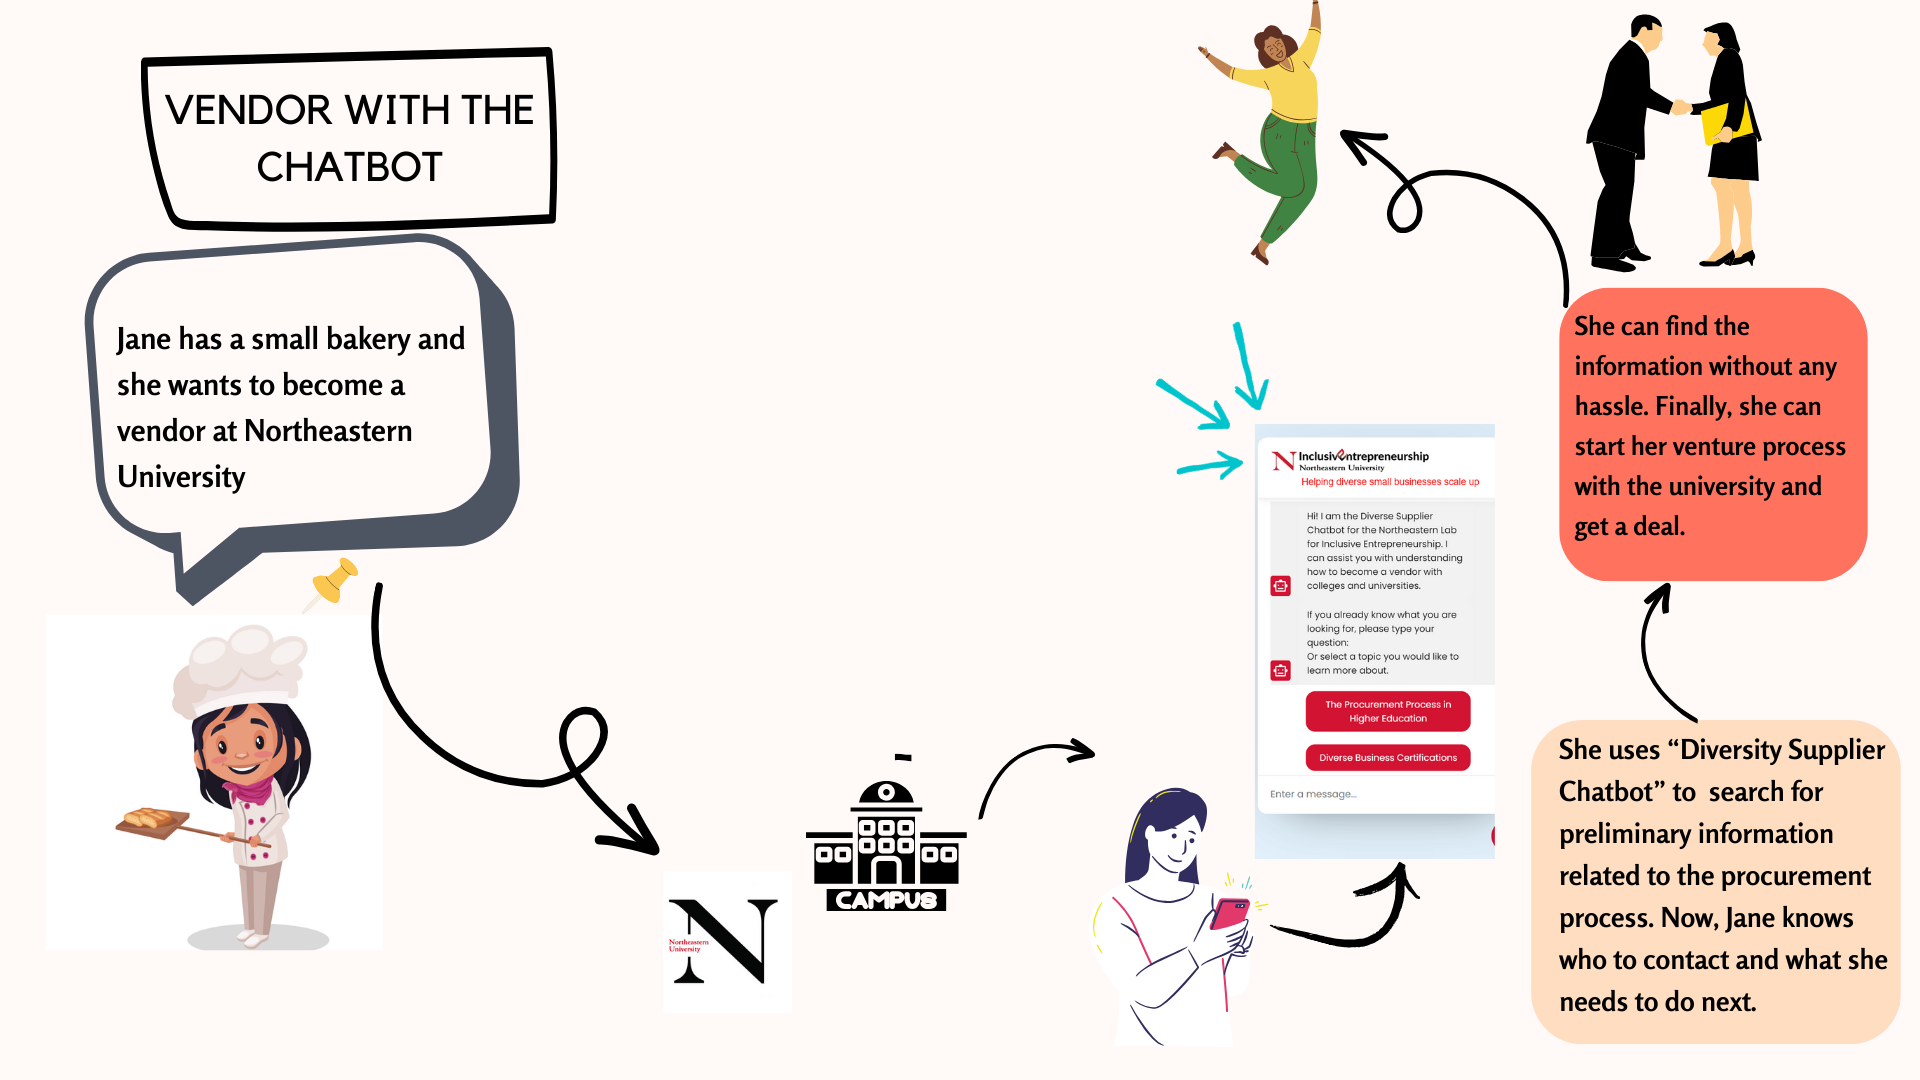 VENDOR WITH THE
CHATBOT
Jane has a small bakery and
she wants to become a
vendor at Northeastern
University
N
Northeastern
University
CAMPUS
N InclusivEntrepreneurship
Northeastern University
Helping diverse small businesses scale up
Hi! I am the Diverse Supplier
Chatbot for the Northeastern Lab
for Inclusive Entrepreneurship. I
can assist you with understanding
how to become a vendor with
colleges and universities.
If you already know what you are
looking for, please type your
question:
Or select a topic you would like to
learn more about.
The Procurement Process in
Higher Education
Diverse Business Certifications
Enter a message...
She uses “Diversity Supplier
Chatbot” to  search for
preliminary information
related to the procurement
process. Now, Jane knows
who to contact and what she
needs to do next.
She can find the
information without any
hassle. Finally, she can
start her venture process
with the university and
get a deal.